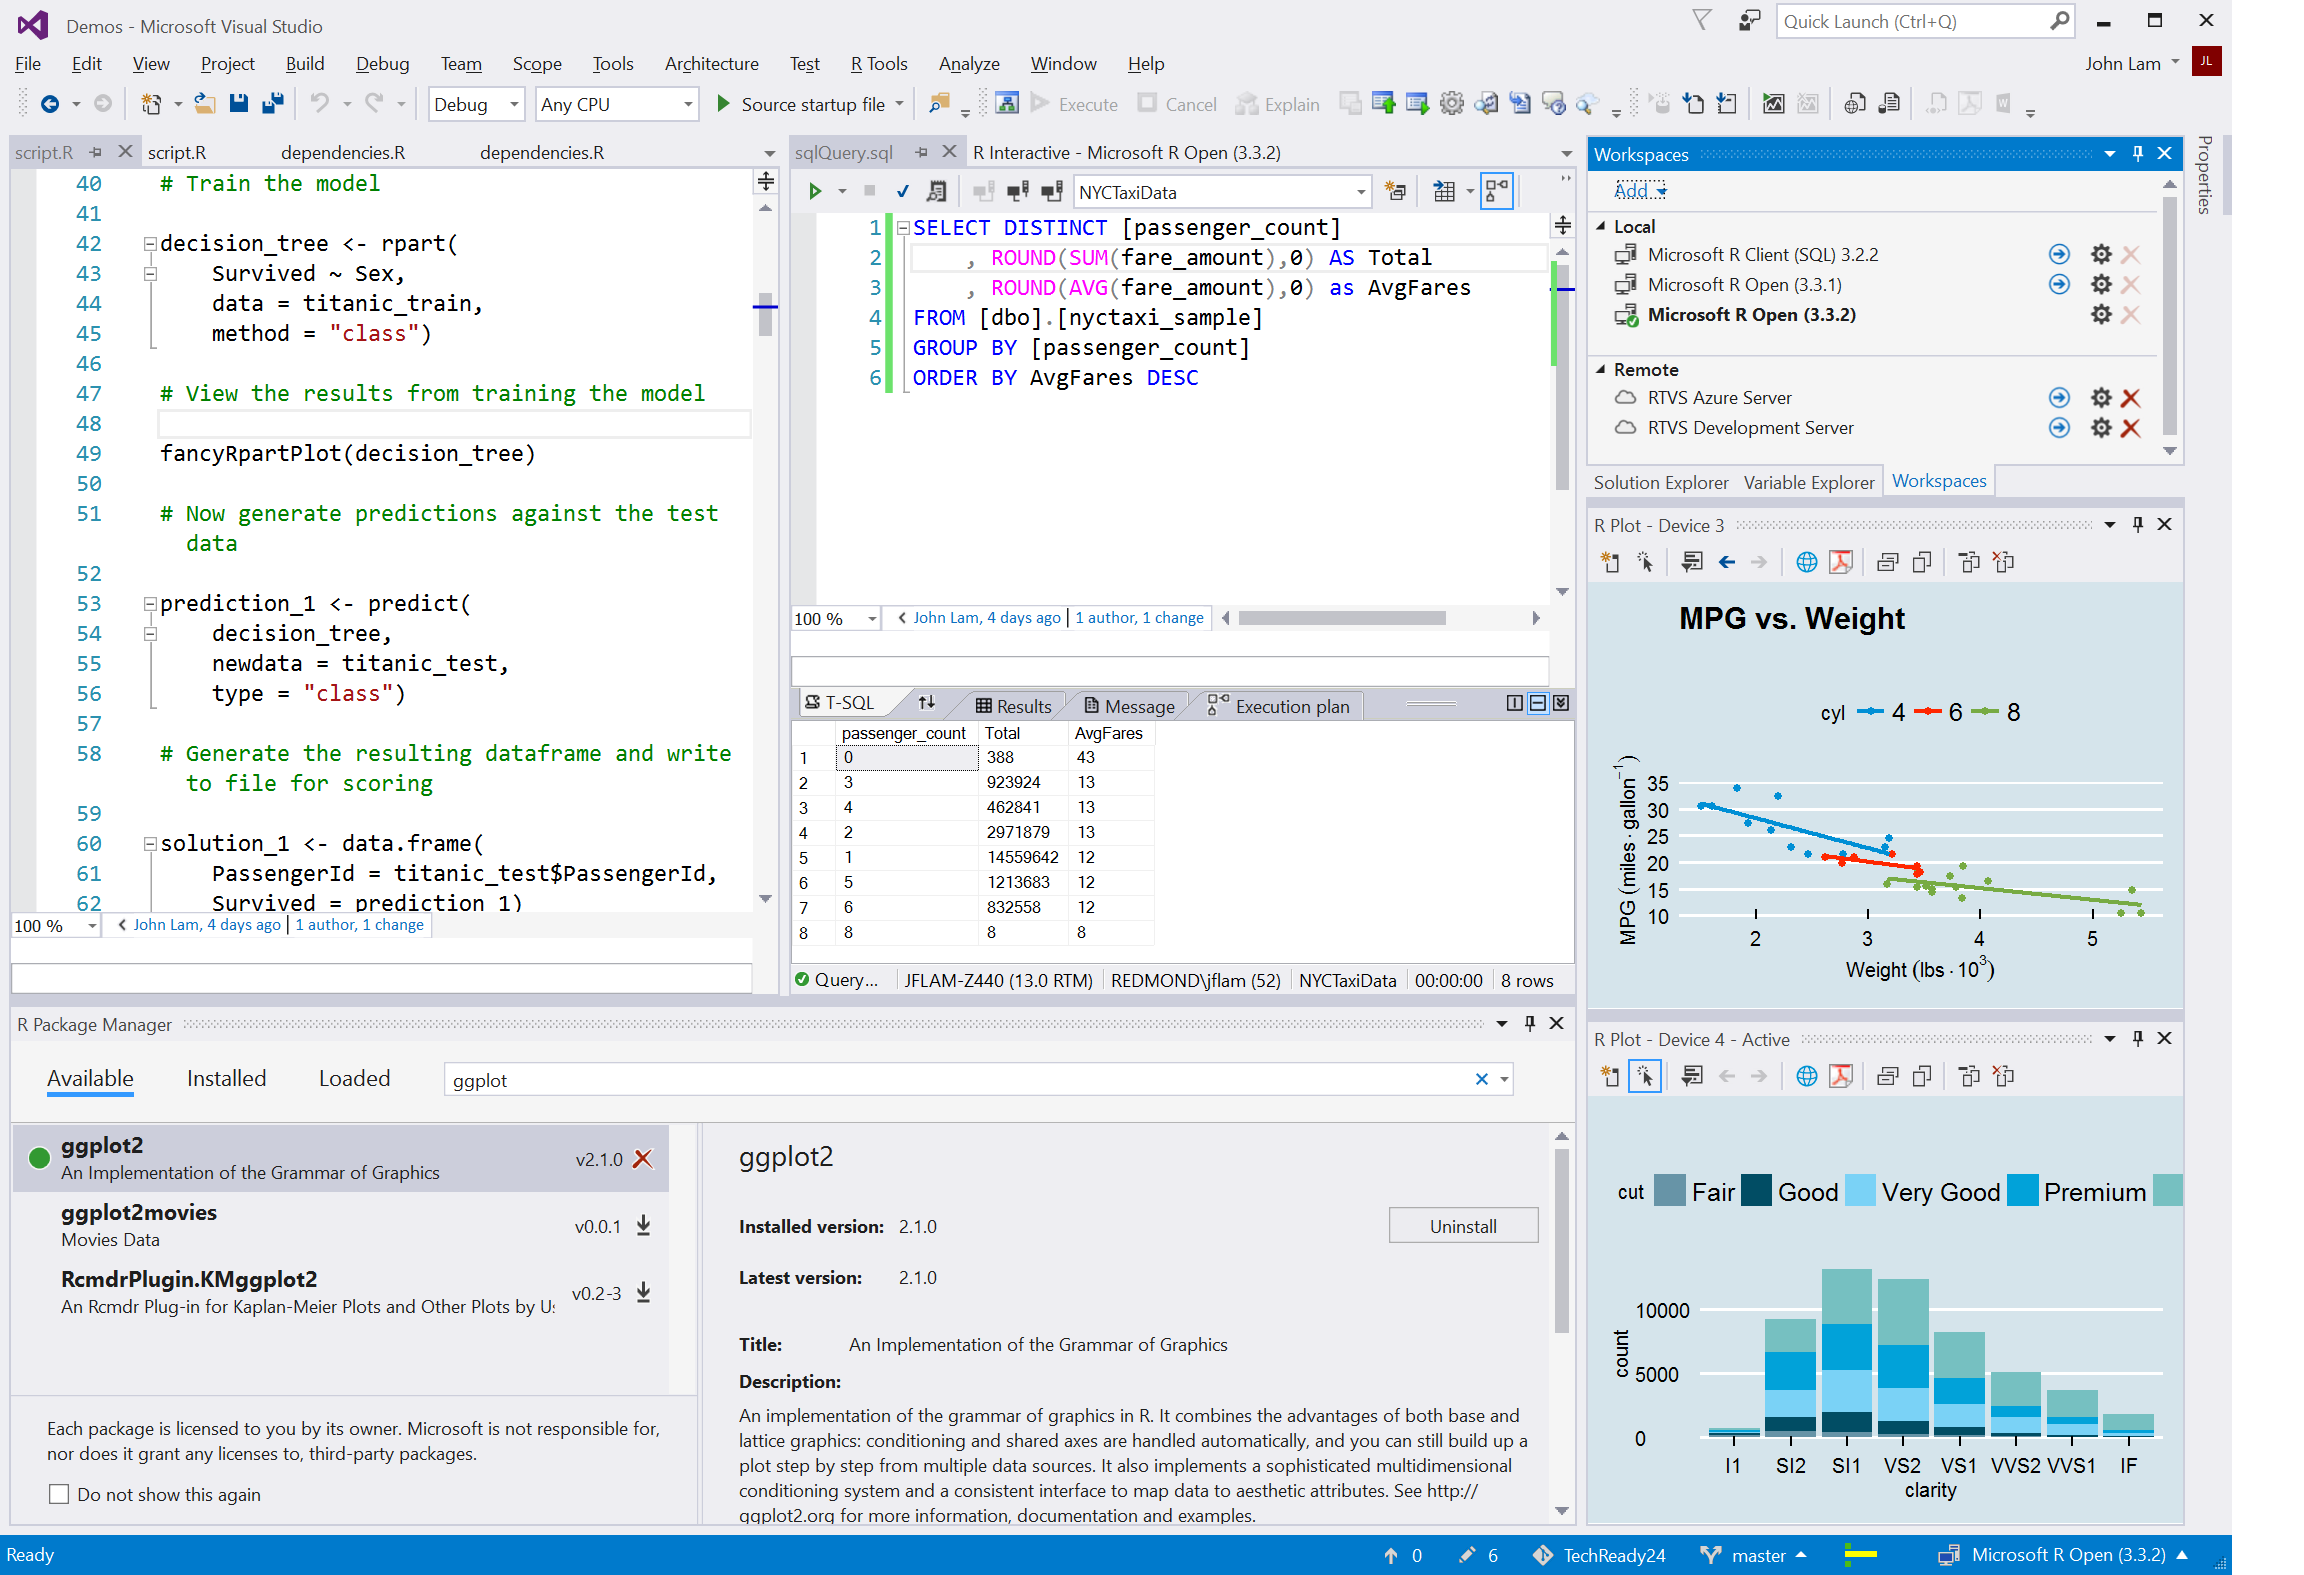 Demos - Microsoft Visual Studio
Quick Launch (Ctrl+Q)
File Edit View Project Build Debug Team Scope Tools Architecture Test R Tools Analyze Window Help
John Lam JL
Debug Any CPU Source startup file Execute Cancel Explain
script.R script.R dependencies.R dependencies.R
40 # Train the model
41
42 decision_tree <- rpart(
43 Survived ~ Sex,
44 data = titanic_train,
45 method = "class")
46
47 # View the results from training the model
48
49 fancyRpartPlot(decision_tree)
50
51 # Now generate predictions against the test
data
52
53 prediction_1 <- predict(
54 decision_tree,
55 newdata = titanic_test,
56 type = "class")
57
58 # Generate the resulting dataframe and write
to file for scoring
59
60 solution_1 <- data.frame(
61 PassengerId = titanic_test$PassengerId,
62 Survived = prediction_1)
100 % John Lam, 4 days ago | 1 author, 1 change
sqlQuery.sql R Interactive - Microsoft R Open (3.3.2)
NYCTaxiData
1 SELECT DISTINCT [passenger_count]
2 , ROUND(SUM(fare_amount),0) AS Total
3 , ROUND(AVG(fare_amount),0) as AvgFares
4 FROM [dbo].[nyctaxi_sample]
5 GROUP BY [passenger_count]
6 ORDER BY AvgFares DESC
100 % John Lam, 4 days ago | 1 author, 1 change
T-SQL Results Message Execution plan
passenger_count Total AvgFares
1 0 388 43
2 3 923924 13
3 4 462841 13
4 2 2971879 13
5 1 14559642 12
6 5 1213683 12
7 6 832558 12
8 8 8 8
Query... JFLAM-Z440 (13.0 RTM) REDMOND\jflam (52) NYCTaxiData 00:00:00 8 rows
Workspaces
Add
Local
Microsoft R Client (SQL) 3.2.2
Microsoft R Open (3.3.1)
Microsoft R Open (3.3.2)
Remote
RTVS Azure Server
RTVS Development Server
Solution Explorer Variable Explorer Workspaces
Properties
R Plot - Device 3
MPG vs. Weight
cyl 4 6 8
MPG (miles · gallon⁻¹)
35
30
25
20
15
10
2 3 4 5
Weight (lbs · 10³)
R Plot - Device 4 - Active
cut Fair Good Very Good Premium
count
10000
5000
0
I1 SI2 SI1 VS2 VS1 VVS2 VVS1 IF
clarity
R Package Manager
Available Installed Loaded ggplot
ggplot2
An Implementation of the Grammar of Graphics
v2.1.0
ggplot2movies
Movies Data
v0.0.1
RcmdrPlugin.KMggplot2
An Rcmdr Plug-in for Kaplan-Meier Plots and Other Plots by
v0.2-3
Each package is licensed to you by its owner. Microsoft is not responsible for,
nor does it grant any licenses to, third-party packages.
Do not show this again
ggplot2
Installed version: 2.1.0
Uninstall
Latest version: 2.1.0
Title: An Implementation of the Grammar of Graphics
Description:
An implementation of the grammar of graphics in R. It combines the advantages of both base and
lattice graphics: conditioning and shared axes are handled automatically, and you can still build up a
plot step by step from multiple data sources. It also implements a sophisticated multidimensional
conditioning system and a consistent interface to map data to aesthetic attributes. See http://
ggplot2.org for more information, documentation and examples.
Ready 0 6 TechReady24 master Microsoft R Open (3.3.2)